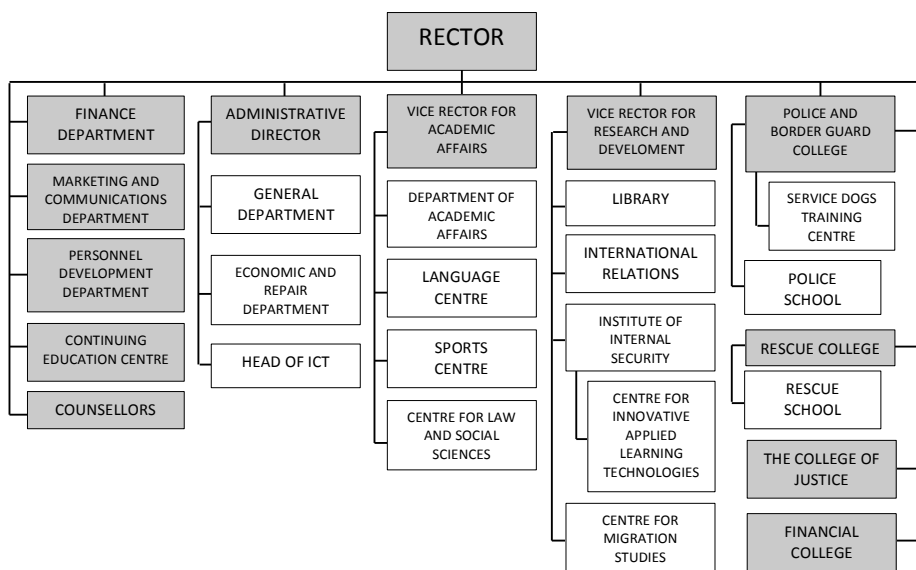 RECTOR
FINANCE
DEPARTMENT
MARKETING AND
COMMUNICATIONS
DEPARTMENT
PERSONNEL
DEVELOPMENT
DEPARTMENT
CONTINUING
EDUCATION CENTRE
COUNSELLORS
ADMINISTRATIVE
DIRECTOR
GENERAL
DEPARTMENT
ECONOMIC AND
REPAIR
DEPARTMENT
HEAD OF ICT
VICE RECTOR FOR
ACADEMIC
AFFAIRS
DEPARTMENT OF
ACADEMIC
AFFAIRS
LANGUAGE
CENTRE
SPORTS
CENTRE
CENTRE FOR LAW
AND SOCIAL
SCIENCES
VICE RECTOR FOR
RESEARCH AND
DEVELOMENT
LIBRARY
INTERNATIONAL
RELATIONS
INSTITUTE OF
INTERNAL
SECURITY
CENTRE FOR
INNOVATIVE
APPLIED
LEARNING
TECHNOLOGIES
CENTRE FOR
MIGRATION
STUDIES
POLICE AND
BORDER GUARD
COLLEGE
SERVICE DOGS
TRAINING
CENTRE
POLICE
SCHOOL
RESCUE COLLEGE
RESCUE
SCHOOL
THE COLLEGE OF
JUSTICE
FINANCIAL
COLLEGE